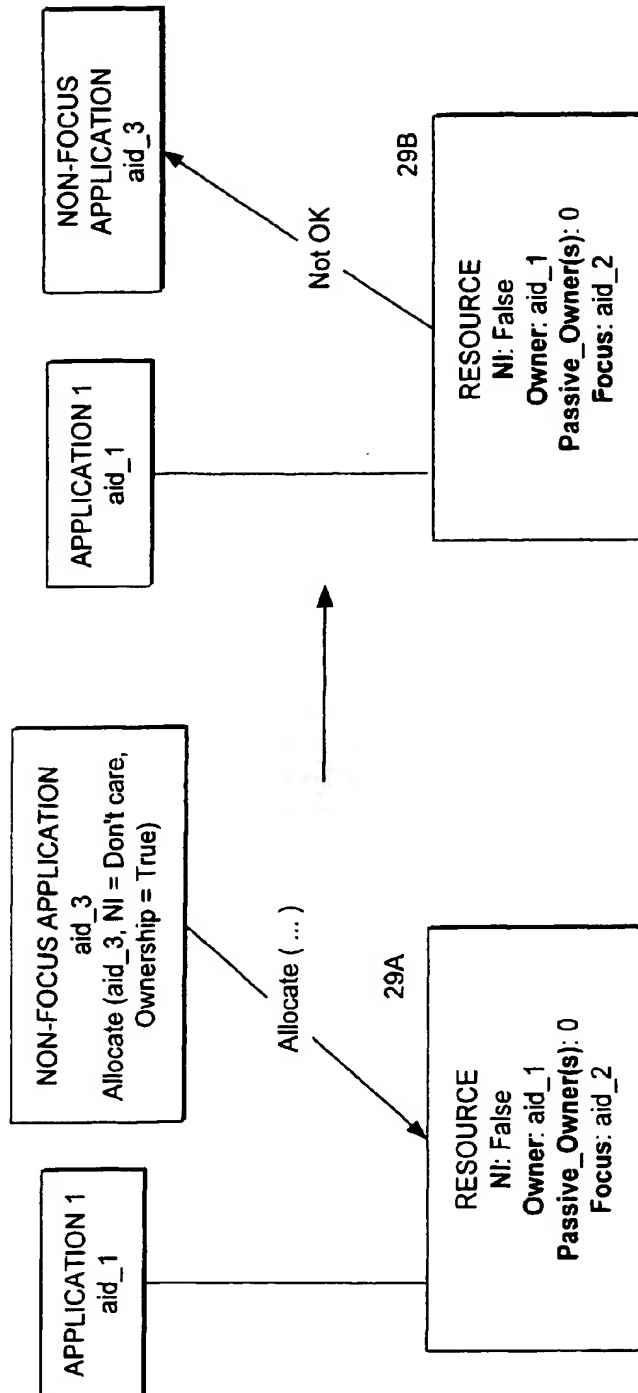 APPLICATION 1
aid_1
NON-FOCUS APPLICATION
aid_3
Allocate (aid_3, NI = Don't care,
Ownership = True)
Allocate ( ... )
29A
RESOURCE
NI: False
Owner: aid_1
Passive_Owner(s): 0
Focus: aid_2
APPLICATION 1
aid_1
NON-FOCUS
APPLICATION
aid_3
Not OK
29B
RESOURCE
NI: False
Owner: aid_1
Passive_Owner(s): 0
Focus: aid_2